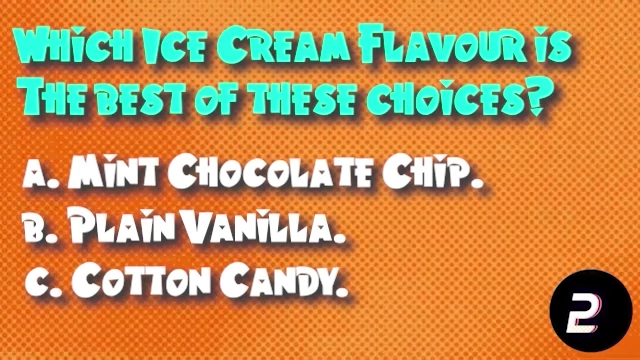 Which Ice Cream Flavour is
The best of these choices?
A. Mint Chocolate Chip.
B. Plain Vanilla.
C. Cotton Candy.
2